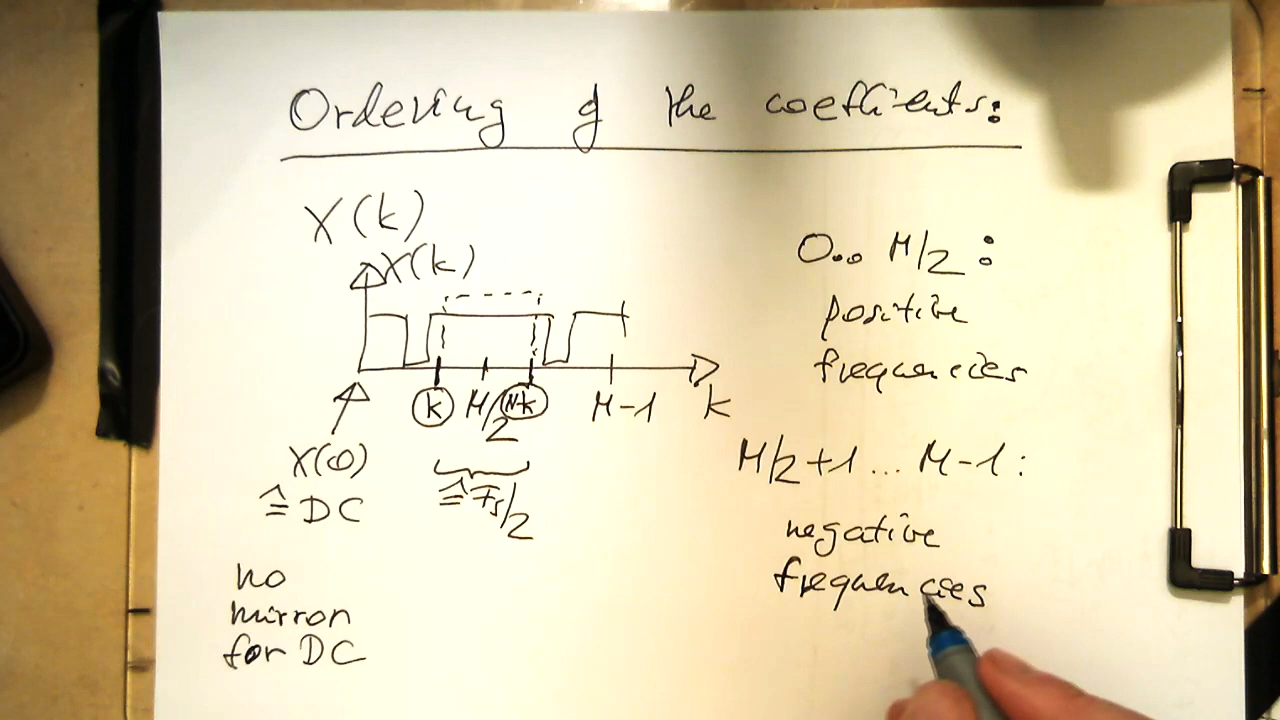 Ordering of the coefficients:
X(k)
X(k)
k M/2 N-k M-1 k
X(0)
≙ DC
≙ Fs/2
no
mirron
for DC
0... M/2 :
positive
frequencies
M/2+1 ... M-1 :
negative
frequencies